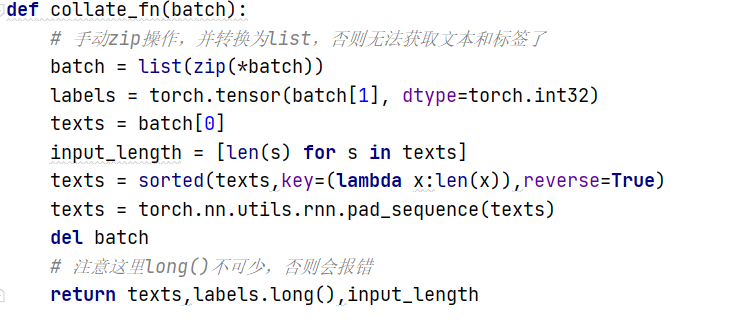 def collate_fn(batch):
    # 手动zip操作，并转换为list，否则无法获取文本和标签了
    batch = list(zip(*batch))
    labels = torch.tensor(batch[1], dtype=torch.int32)
    texts = batch[0]
    input_length = [len(s) for s in texts]
    texts = sorted(texts,key=(lambda x:len(x)),reverse=True)
    texts = torch.nn.utils.rnn.pad_sequence(texts)
    del batch
    # 注意这里long()不可少，否则会报错
    return texts,labels.long(),input_length